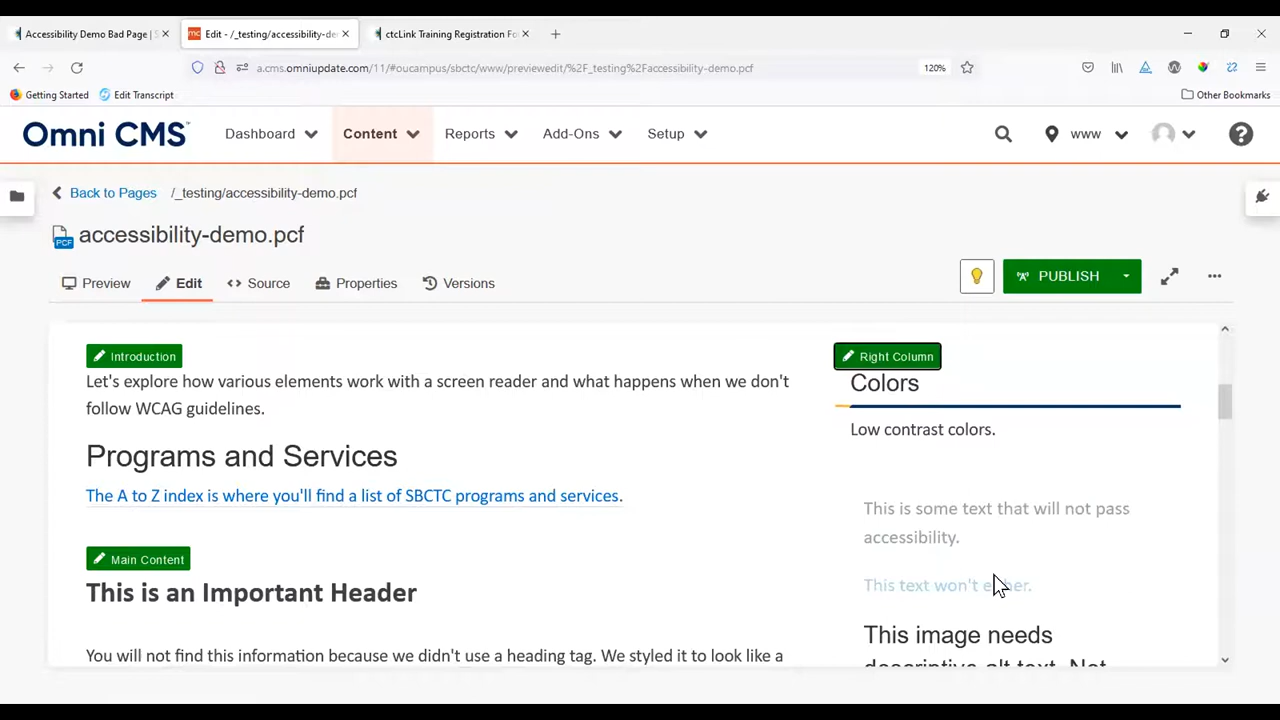 Accessibility Demo Bad Page | S
Edit - /_testing/accessibility-de
ctcLink Training Registration Fo
a.cms.omniupdate.com/11/#oucampus/sbctc/www/previewedit/%2F_testing%2Faccessibility-demo.pcf
120%
Getting Started
Edit Transcript
Other Bookmarks
Omni CMS
Dashboard
Content
Reports
Add-Ons
Setup
www
Back to Pages
/_testing/accessibility-demo.pcf
PCF
accessibility-demo.pcf
Preview
Edit
Source
Properties
Versions
PUBLISH
Introduction
Let's explore how various elements work with a screen reader and what happens when we don't
follow WCAG guidelines.
Programs and Services
The A to Z index is where you'll find a list of SBCTC programs and services.
Main Content
This is an Important Header
You will not find this information because we didn't use a heading tag. We styled it to look like a
Right Column
Colors
Low contrast colors.
This is some text that will not pass
accessibility.
This text won't either.
This image needs
descriptive alt text. Not